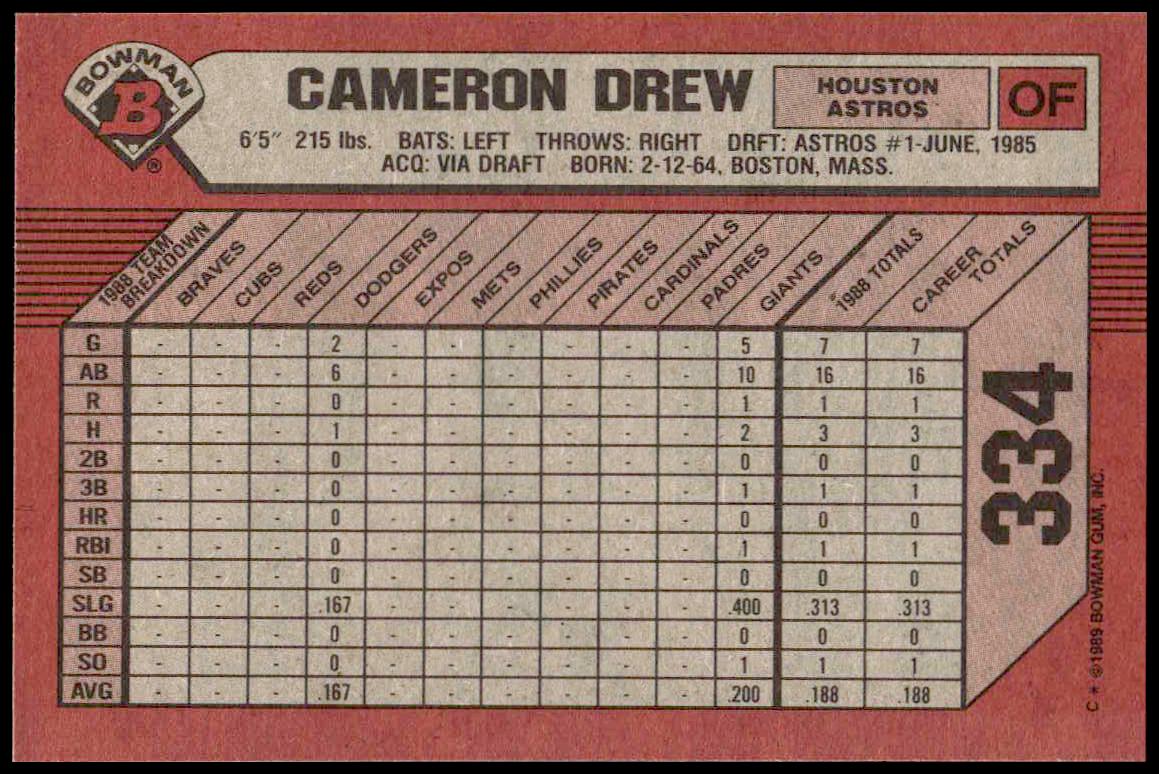 BOWMAN
B
®
CAMERON DREW
HOUSTON
ASTROS
OF
6'5" 215 lbs. BATS: LEFT THROWS: RIGHT DRFT: ASTROS #1-JUNE, 1985
ACQ: VIA DRAFT BORN: 2-12-64, BOSTON, MASS.
1988 TEAM
BREAKDOWN
BRAVES
CUBS
REDS
DODGERS
EXPOS
METS
PHILLIES
PIRATES
CARDINALS
PADRES
GIANTS
1988 TOTALS
CAREER
TOTALS
G - - - 2 - - - - - - 5 7 7
AB - - - 6 - - - - - - 10 16 16
R - - - 0 - - - - - - 1 1 1
H - - - 1 - - - - - - 2 3 3
2B - - - 0 - - - - - - 0 0 0
3B - - - 0 - - - - - - 1 1 1
HR - - - 0 - - - - - - 0 0 0
RBI - - - 0 - - - - - - 1 1 1
SB - - - 0 - - - - - - 0 0 0
SLG - - - .167 - - - - - - .400 .313 .313
BB - - - 0 - - - - - - 0 0 0
SO - - - 0 - - - - - - 1 1 1
AVG - - - .167 - - - - - - .200 .188 .188
334
C * ©1989 BOWMAN GUM, INC.